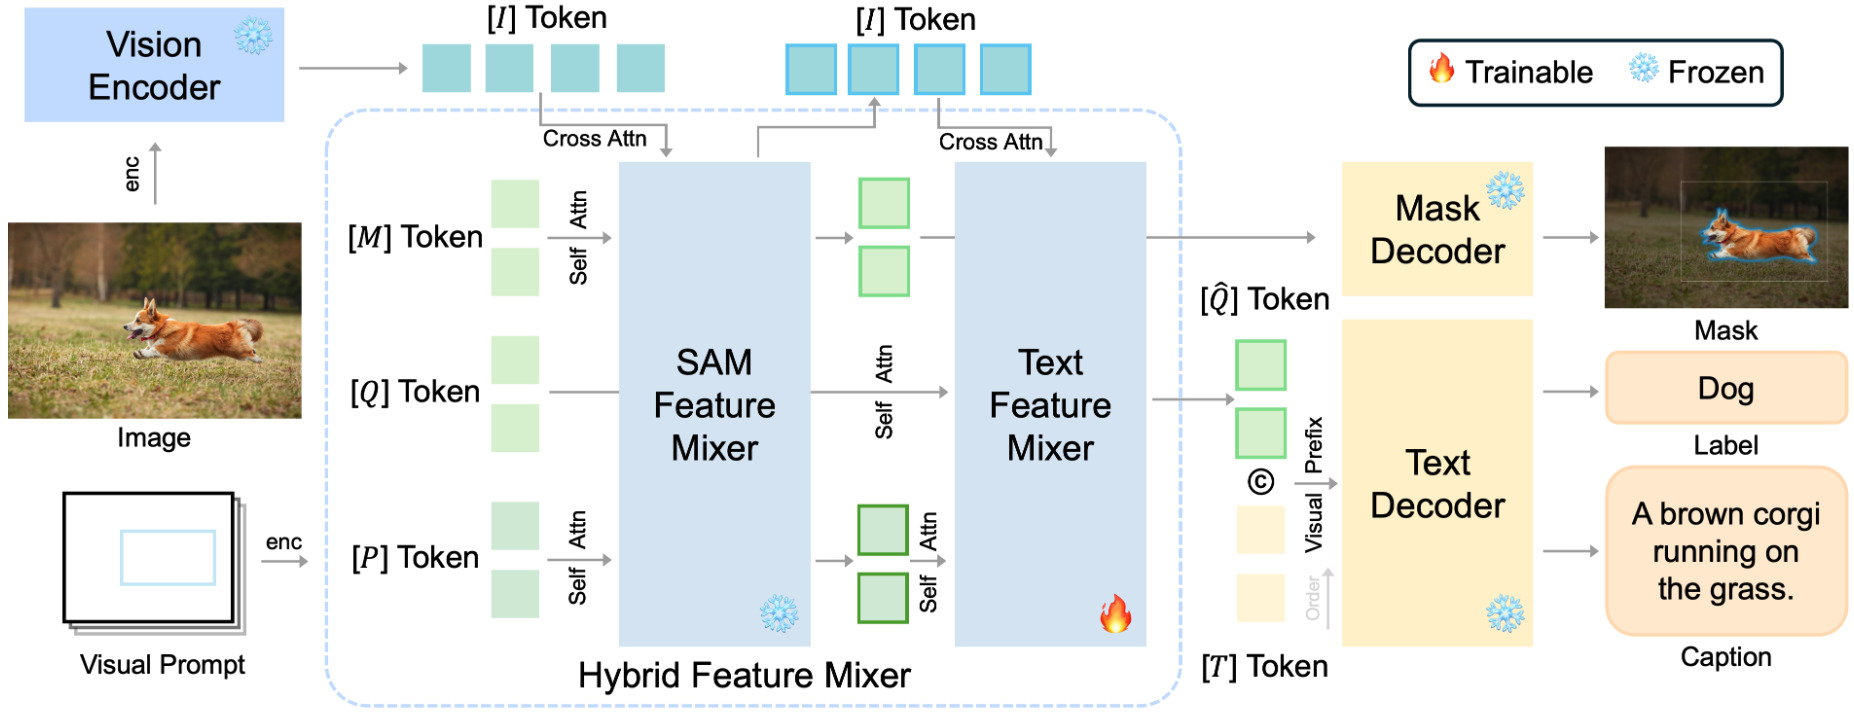 Vision
Encoder
[I] Token
[I] Token
Trainable
Frozen
enc
Cross Attn
Cross Attn
Image
[M] Token
Self Attn
[Q] Token
Self Attn
[P] Token
Self Attn
Self Attn
enc
Visual Prompt
SAM
Feature
Mixer
Text
Feature
Mixer
Hybrid Feature Mixer
[Q̂] Token
©
Visual Prefix
Order
[T] Token
Mask
Decoder
Text
Decoder
Mask
Dog
Label
A brown corgi
running on
the grass.
Caption